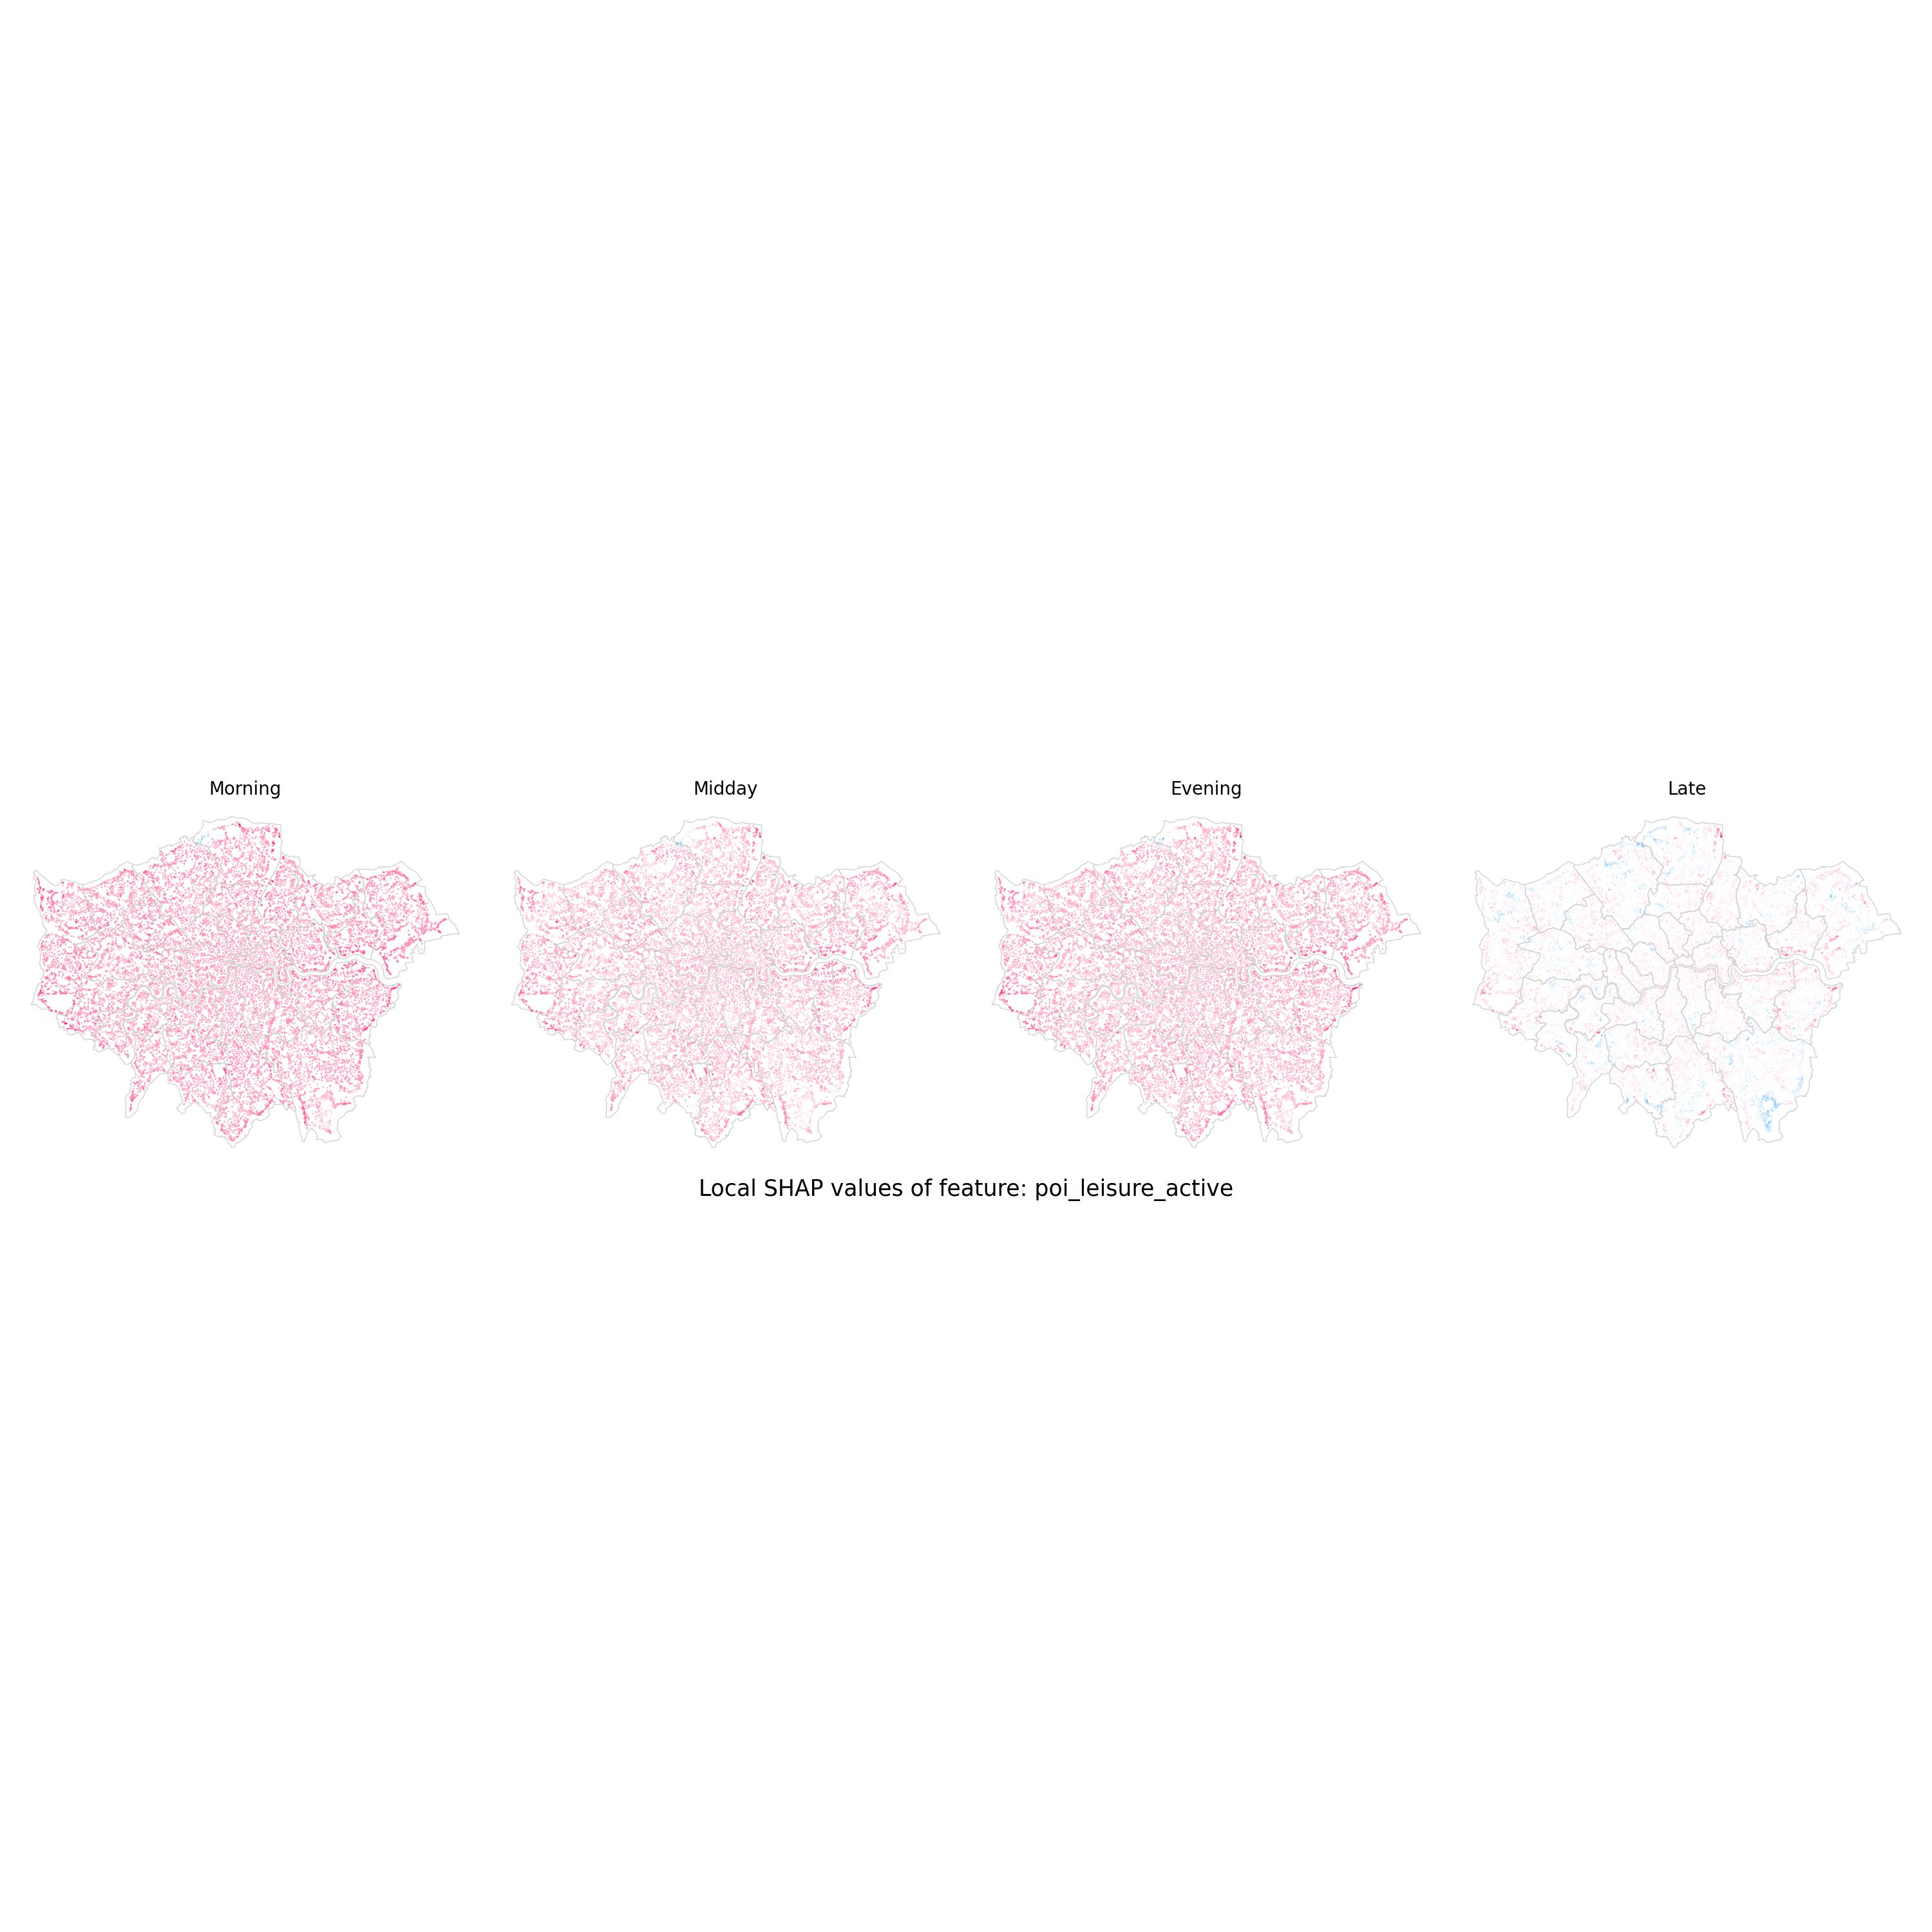 Morning
Midday
Evening
Late
Local SHAP values of feature: poi_leisure_active